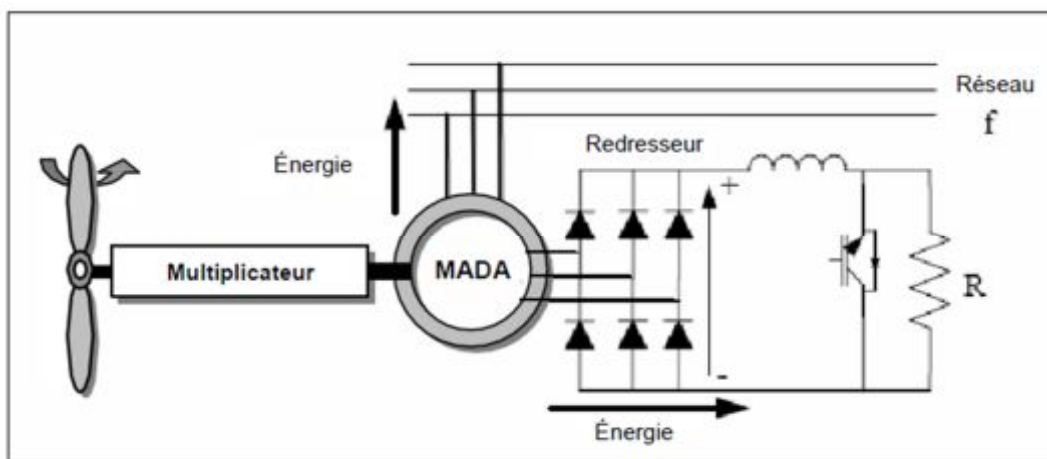 Réseau
f
Redresseur
Énergie
+
Multiplicateur
MADA
R
-
Énergie